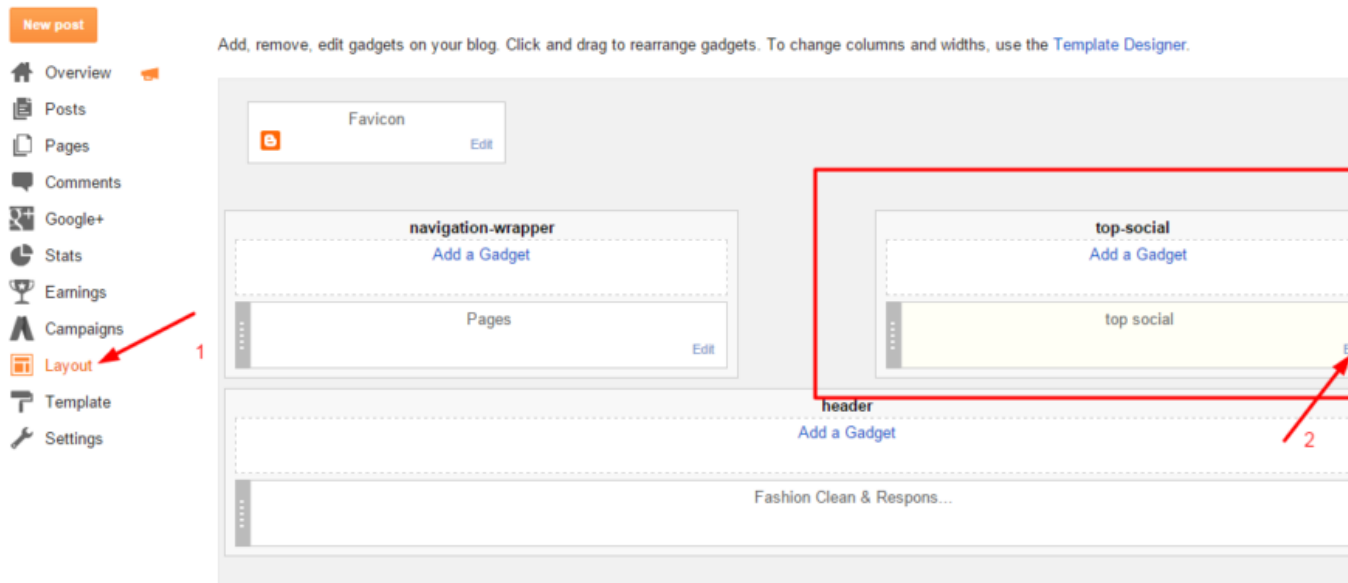 New post
Add, remove, edit gadgets on your blog. Click and drag to rearrange gadgets. To change columns and widths, use the Template Designer.
Overview
Posts
Pages
Comments
Google+
Stats
Earnings
Campaigns
Layout
Template
Settings
1
Favicon
Edit
navigation-wrapper
Add a Gadget
Pages
Edit
top-social
Add a Gadget
top social
2
header
Add a Gadget
Fashion Clean & Respons...